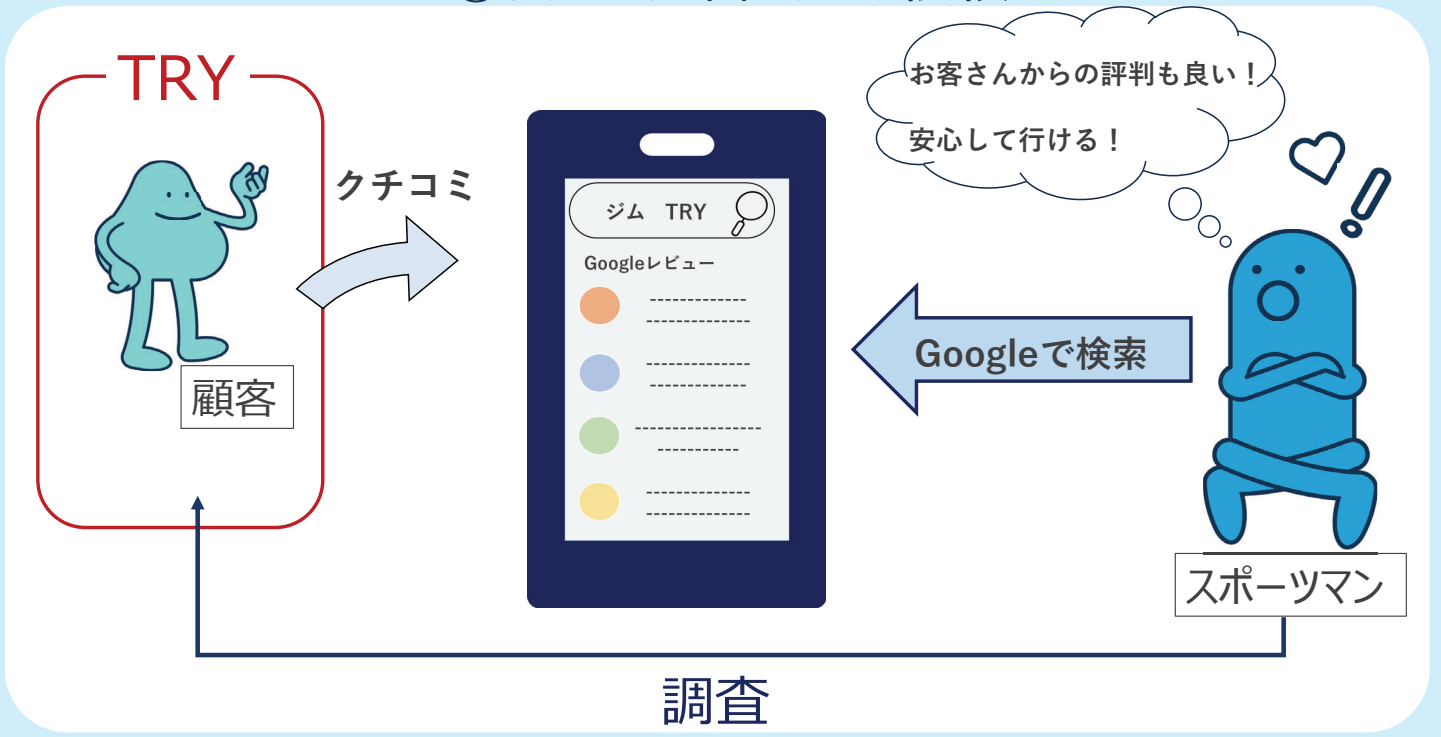 TRY
お客さんからの評判も良い！
安心して行ける！
クチコミ
ジム TRY
Googleレビュー
Googleで検索
顧客
スポーツマン
調査